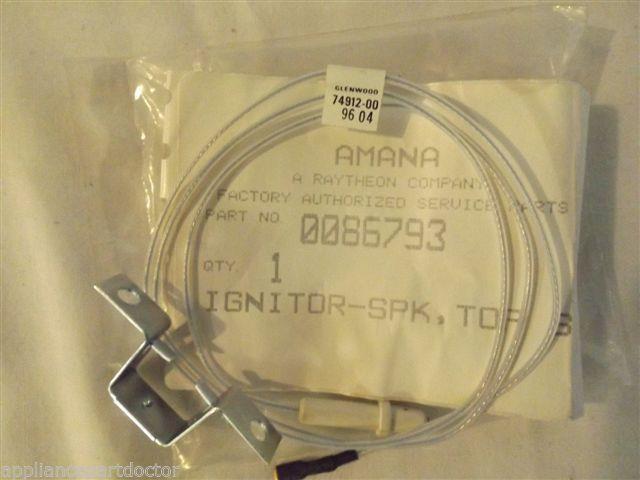 GLENWOOD
74912-00
96 04
AMANA
A RAYTHEON COMPANY
FACTORY AUTHORIZED SERVICE PARTS
PART NO. 0086793
QTY. 1
IGNITOR-SPK,
appliancepartdoctor